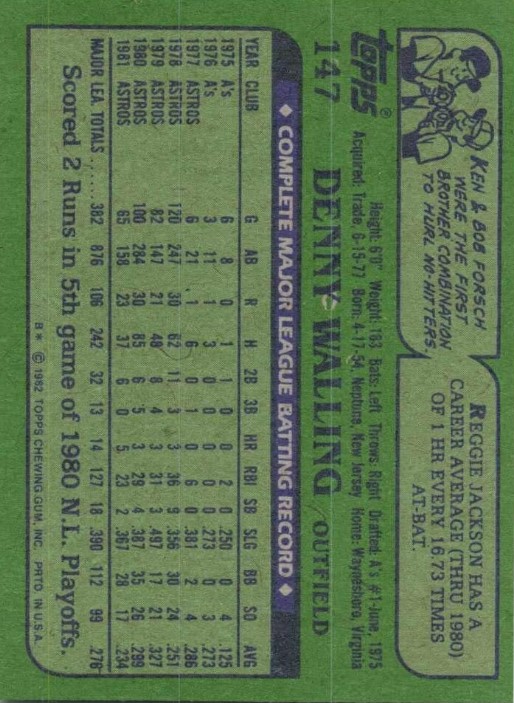 KEN & BOB FORSCH
WERE THE FIRST
BROTHER COMBINATION
TO HURL NO-HITTERS.
REGGIE JACKSON HAS A
CAREER AVERAGE (THRU 1980)
OF 1 HR EVERY 16.73 TIMES
AT-BAT.
topps®
147
Height: 6'0" Weight: 183 Bats: Left Throws: Right Drafted: A's #1-June, 1975
Acquired: Trade, 6-15-77 Born: 4-17-54, Neptune, New Jersey Home: Waynesboro, Virginia
DENNY WALLING OUTFIELD
◆ COMPLETE MAJOR LEAGUE BATTING RECORD ◆
YEAR CLUB G AB R H 2B 3B HR RBI SB SLG BB SO AVG
1975 A's 6 8 0 1 1 0 0 2 0 .250 0 4 .125
1976 A's 3 11 1 3 0 0 0 0 0 .273 0 3 .273
1977 ASTROS 6 21 1 6 0 1 0 6 0 .381 2 4 .286
1978 ASTROS 120 247 30 62 11 3 3 36 9 .356 30 24 .251
1979 ASTROS 82 147 21 48 8 4 3 31 3 .497 17 21 .327
1980 ASTROS 100 284 30 85 6 5 3 29 4 .387 35 26 .299
1981 ASTROS 65 158 23 37 6 0 5 23 2 .367 28 17 .234
MAJOR LEA. TOTALS ...... 382 876 106 242 32 13 14 127 18 .390 112 99 .276
Scored 2 Runs in 5th game of 1980 N.L. Playoffs.
B* © 1982 TOPPS CHEWING GUM, INC. PRTD. IN U.S.A.